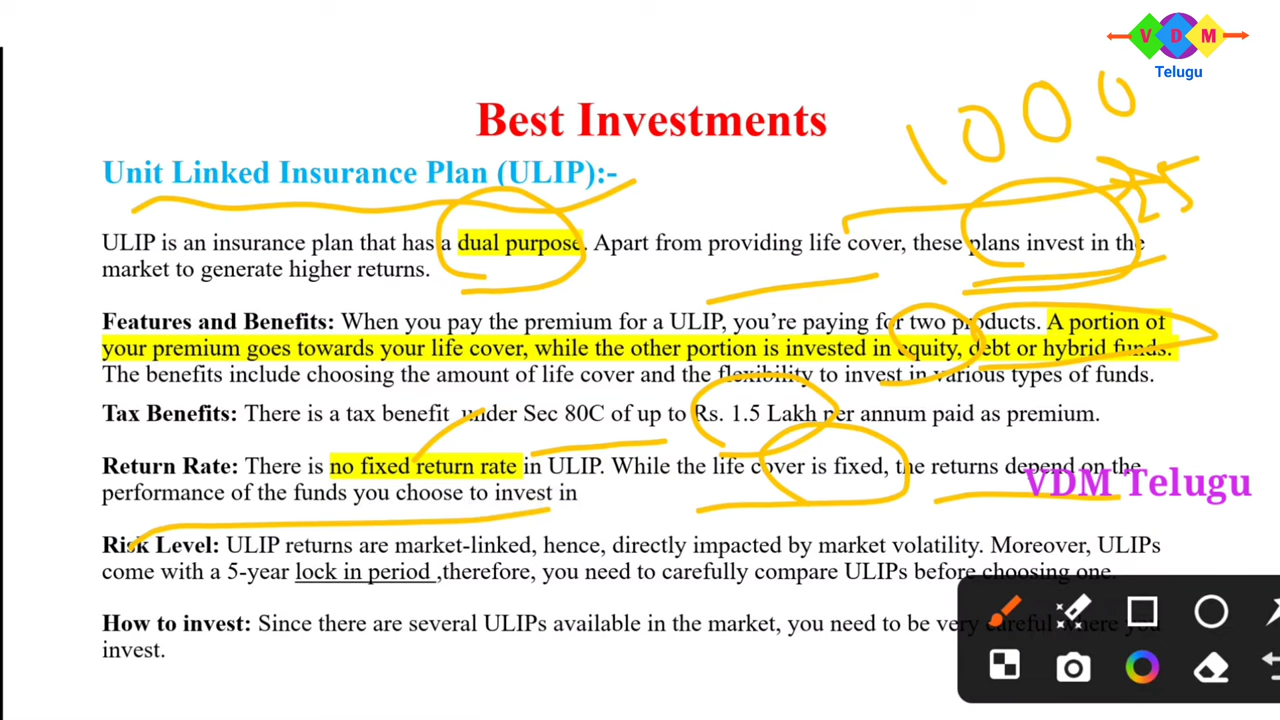 V D M
Telugu
1000
25
Best Investments
Unit Linked Insurance Plan (ULIP):-
ULIP is an insurance plan that has a dual purpose. Apart from providing life cover, these plans invest in the
market to generate higher returns.
Features and Benefits: When you pay the premium for a ULIP, you’re paying for two products. A portion of
your premium goes towards your life cover, while the other portion is invested in equity, debt or hybrid funds.
The benefits include choosing the amount of life cover and the flexibility to invest in various types of funds.
Tax Benefits: There is a tax benefit under Sec 80C of up to Rs. 1.5 Lakh per annum paid as premium.
Return Rate: There is no fixed return rate in ULIP. While the life cover is fixed, the returns depend on the
performance of the funds you choose to invest in
VDM Telugu
Risk Level: ULIP returns are market-linked, hence, directly impacted by market volatility. Moreover, ULIPs
come with a 5-year lock in period ,therefore, you need to carefully compare ULIPs before choosing one.
How to invest: Since there are several ULIPs available in the market, you need to be very careful where you
invest.